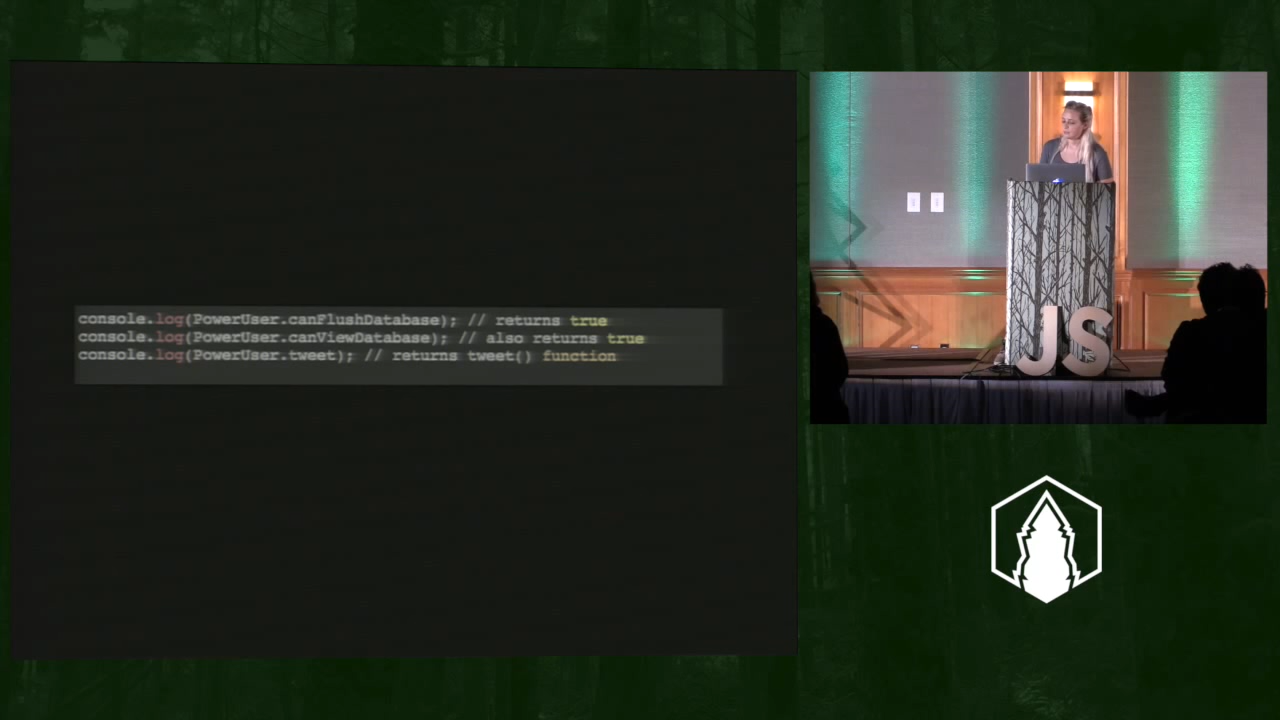 console.log(PowerUser.canFlushDatabase); // returns true
console.log(PowerUser.canViewDatabase); // also returns true
console.log(PowerUser.tweet); // returns tweet() function
JS